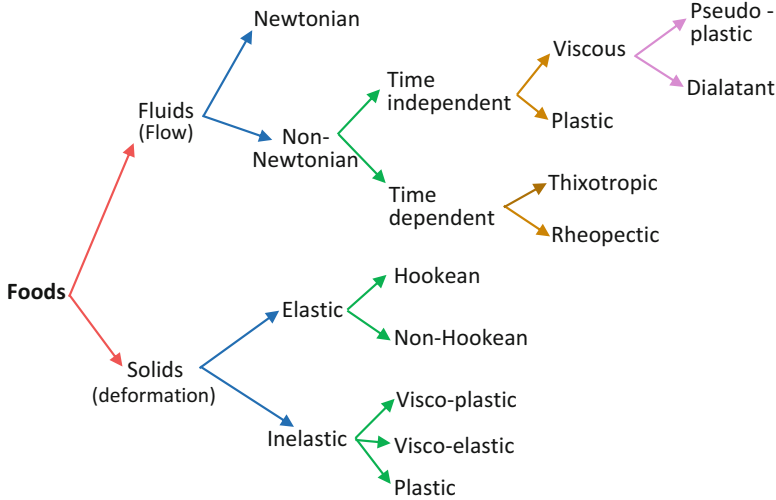 Newtonian
Pseudo -
plastic
Viscous
Dialatant
Time
independent
Fluids
(Flow)
Plastic
Non-
Newtonian
Thixotropic
Time
dependent
Rheopectic
Foods
Hookean
Elastic
Non-Hookean
Solids
(deformation)
Visco-plastic
Inelastic
Visco-elastic
Plastic